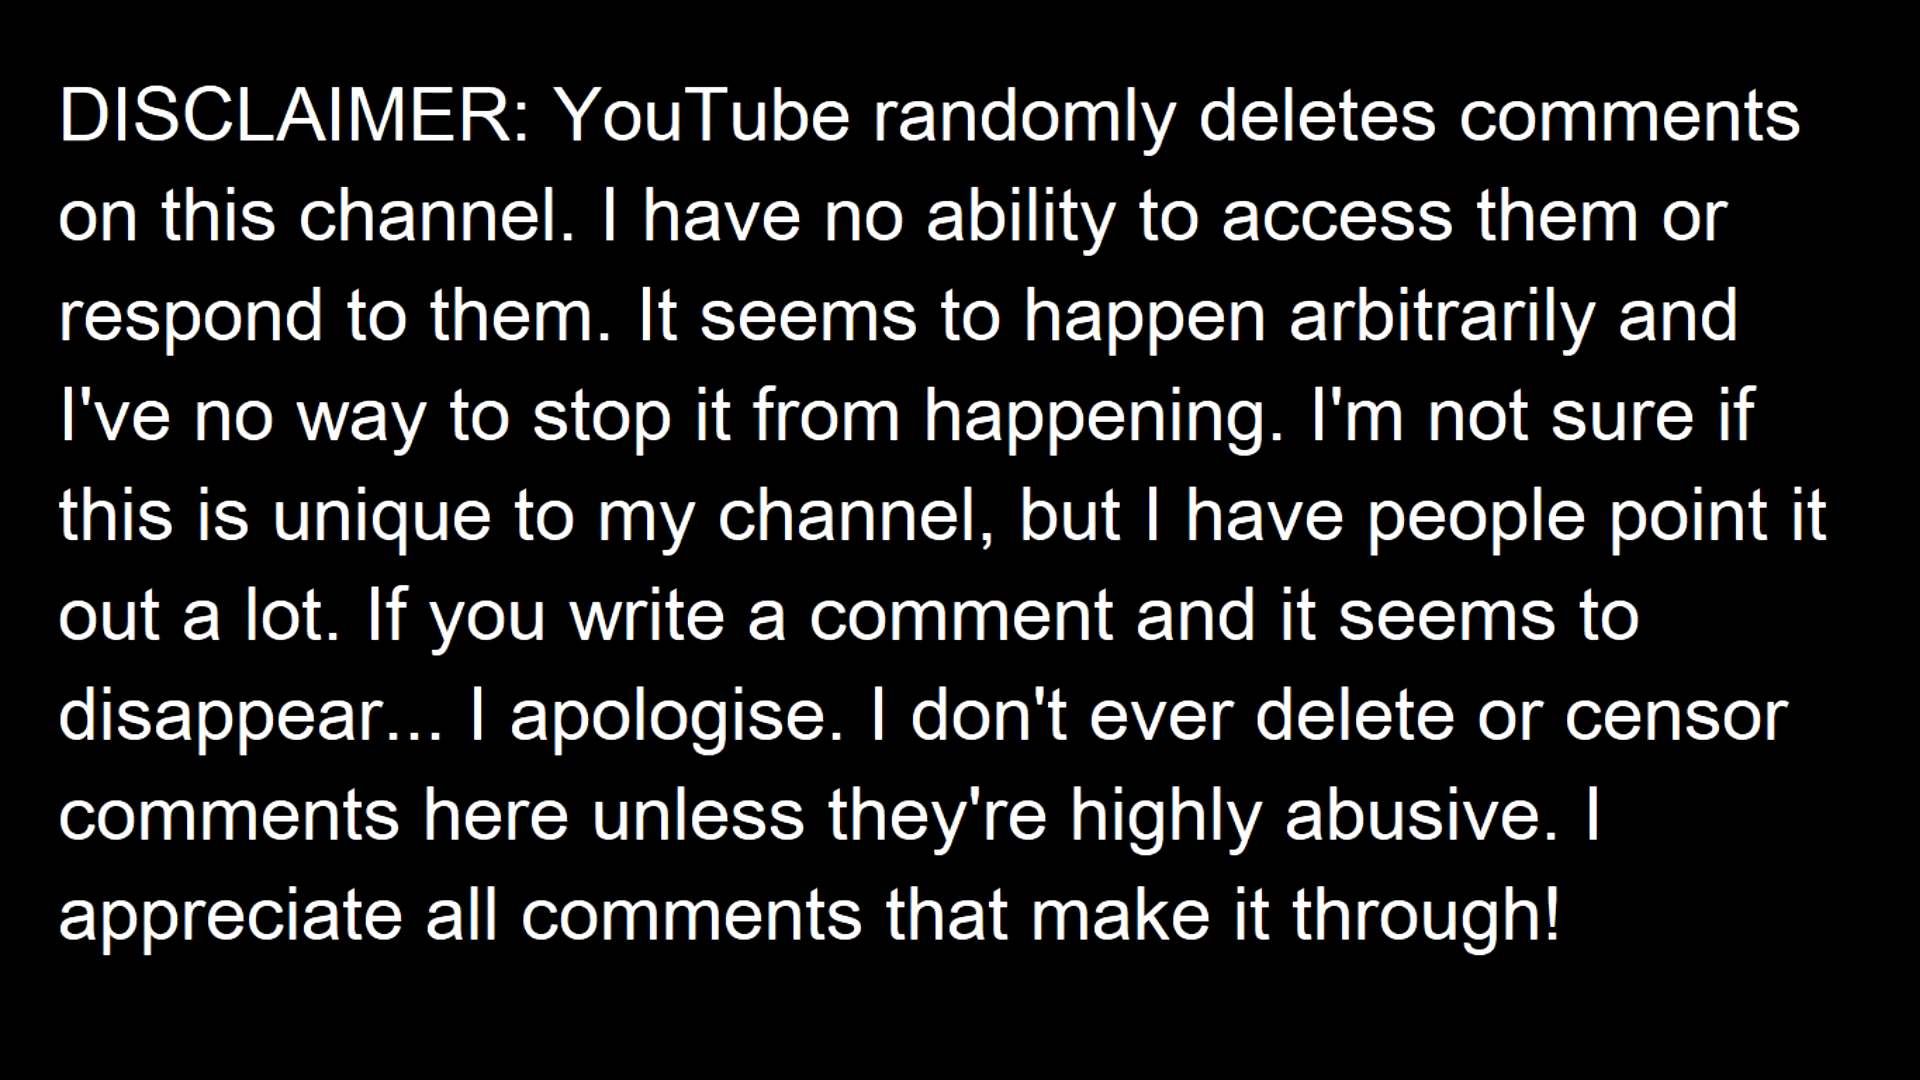 DISCLAIMER: YouTube randomly deletes comments
on this channel. I have no ability to access them or
respond to them. It seems to happen arbitrarily and
I've no way to stop it from happening. I'm not sure if
this is unique to my channel, but I have people point it
out a lot. If you write a comment and it seems to
disappear... I apologise. I don't ever delete or censor
comments here unless they're highly abusive. I
appreciate all comments that make it through!